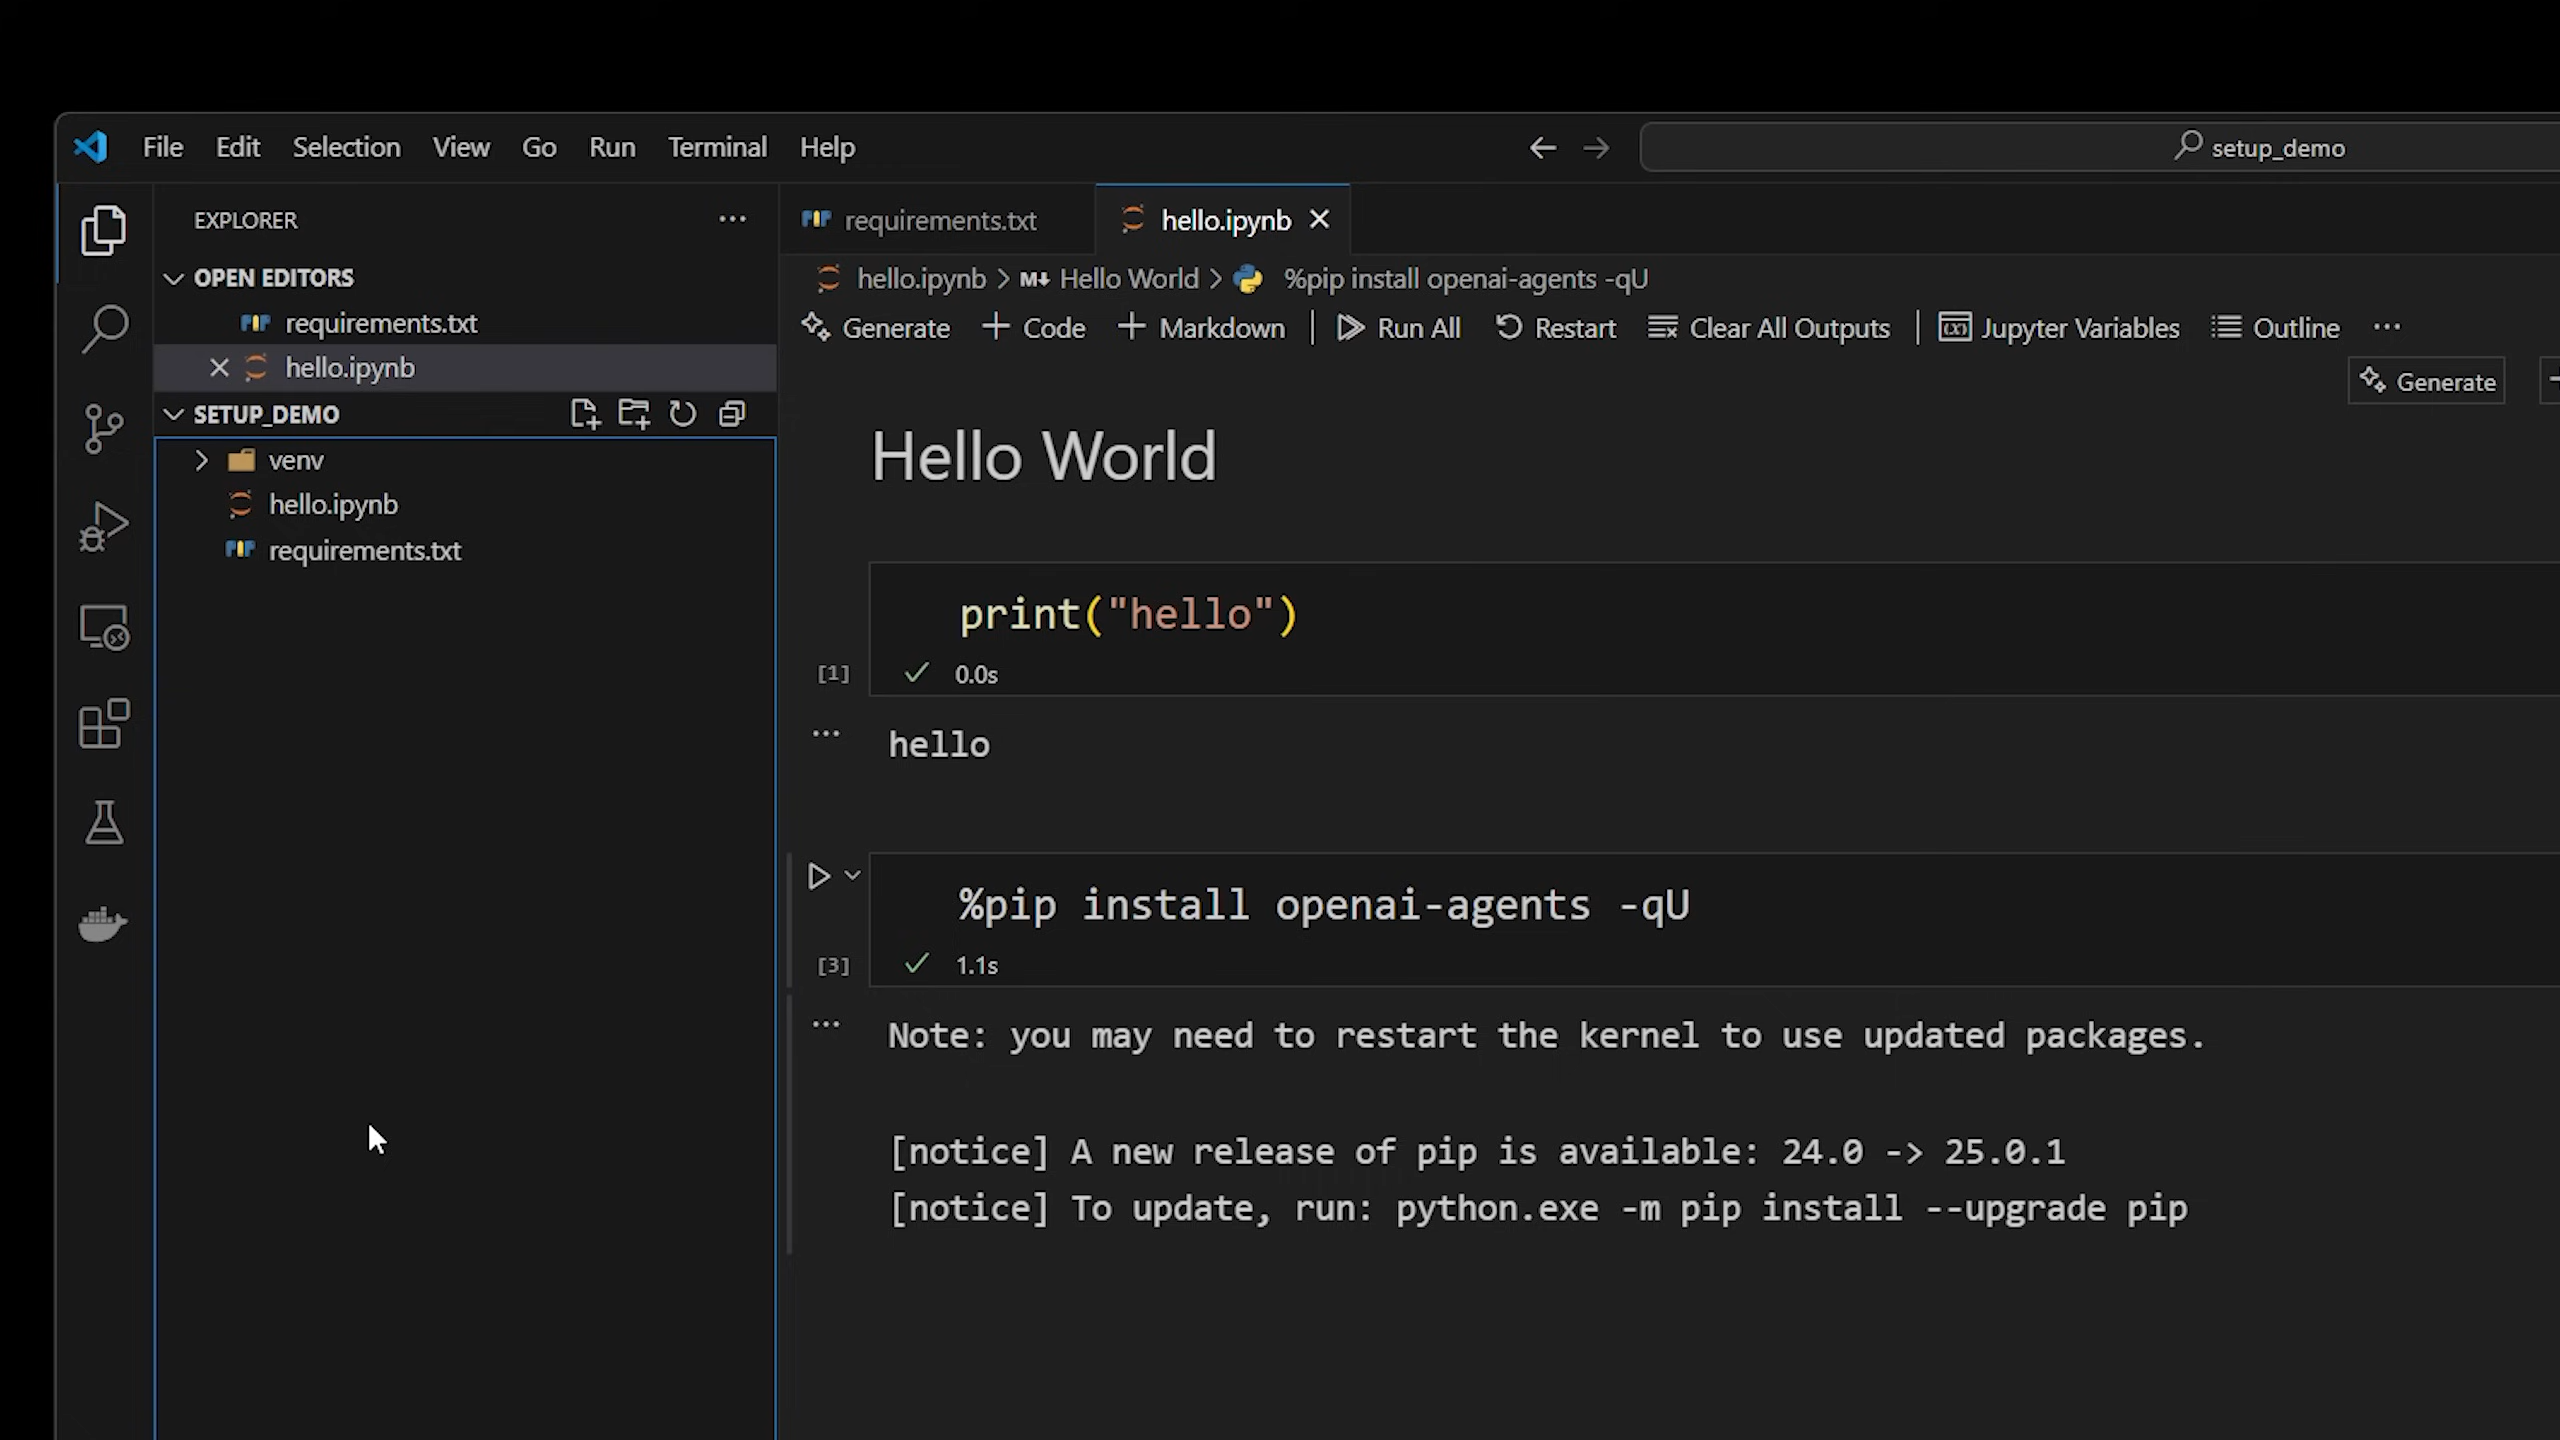 File Edit Selection View Go Run Terminal Help
setup_demo
EXPLORER
OPEN EDITORS
requirements.txt
hello.ipynb
SETUP_DEMO
venv
hello.ipynb
requirements.txt
requirements.txt hello.ipynb
hello.ipynb > M↓ Hello World > %pip install openai-agents -qU
Generate + Code + Markdown | Run All Restart Clear All Outputs | Jupyter Variables Outline ...
Generate
Hello World
print("hello")
[1] ✓ 0.0s
... hello
%pip install openai-agents -qU
[3] ✓ 1.1s
... Note: you may need to restart the kernel to use updated packages.
[notice] A new release of pip is available: 24.0 -> 25.0.1
[notice] To update, run: python.exe -m pip install --upgrade pip